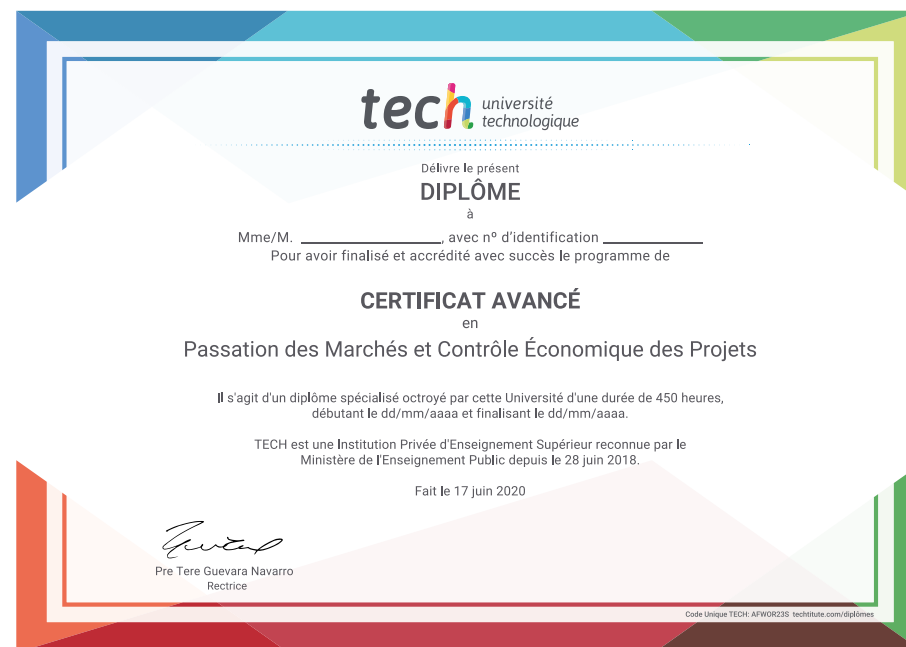 tech université
technologique
Délivre le présent
DIPLÔME
à
Mme/M. ____________________, avec nº d'identification ______________
Pour avoir finalisé et accrédité avec succès le programme de
CERTIFICAT AVANCÉ
en
Passation des Marchés et Contrôle Économique des Projets
Il s'agit d'un diplôme spécialisé octroyé par cette Université d'une durée de 450 heures,
débutant le dd/mm/aaaa et finalisant le dd/mm/aaaa.
TECH est une Institution Privée d'Enseignement Supérieur reconnue par le
Ministère de l'Enseignement Public depuis le 28 juin 2018.
Fait le 17 juin 2020
Pre Tere Guevara Navarro
Rectrice
Code Unique TECH: AFWOR23S techtitute.com/diplômes